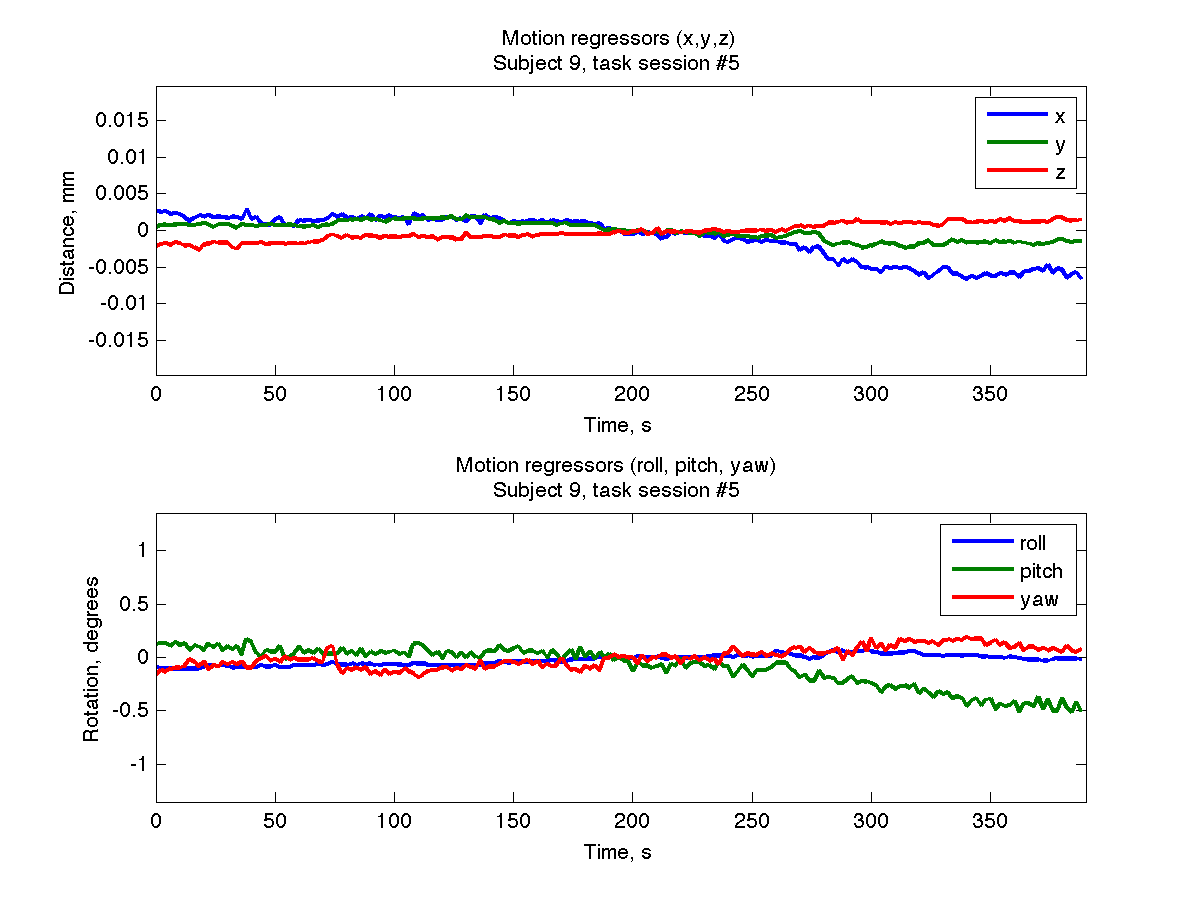 Motion regressors (x,y,z)
Subject 9, task session #5
0.015
0.01
0.005
0
-0.005
-0.01
-0.015
Distance, mm
x
y
z
0 50 100 150 200 250 300 350
Time, s
Motion regressors (roll, pitch, yaw)
Subject 9, task session #5
1
0.5
0
-0.5
-1
Rotation, degrees
roll
pitch
yaw
0 50 100 150 200 250 300 350
Time, s